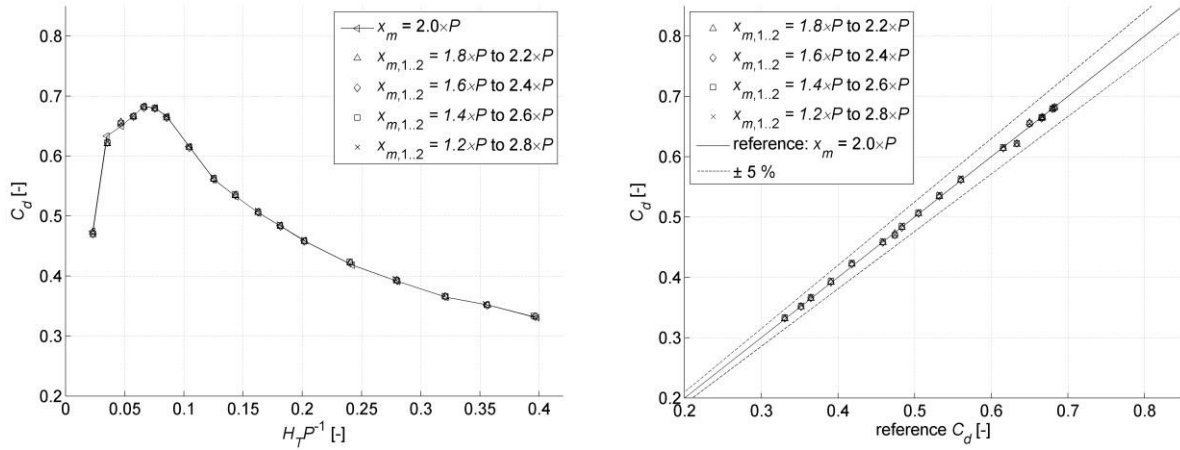 0.8
0.7
0.6
0.5
0.4
0.3
0.2
C_d [-]
0 0.05 0.1 0.15 0.2 0.25 0.3 0.35 0.4
H_T P^-1 [-]
x_m = 2.0×P
x_m,1..2 = 1.8×P to 2.2×P
x_m,1..2 = 1.6×P to 2.4×P
x_m,1..2 = 1.4×P to 2.6×P
x_m,1..2 = 1.2×P to 2.8×P
0.8
0.7
0.6
0.5
0.4
0.3
0.2
C_d [-]
0.2 0.3 0.4 0.5 0.6 0.7 0.8
reference C_d [-]
x_m,1..2 = 1.8×P to 2.2×P
x_m,1..2 = 1.6×P to 2.4×P
x_m,1..2 = 1.4×P to 2.6×P
x_m,1..2 = 1.2×P to 2.8×P
reference: x_m = 2.0×P
± 5 %